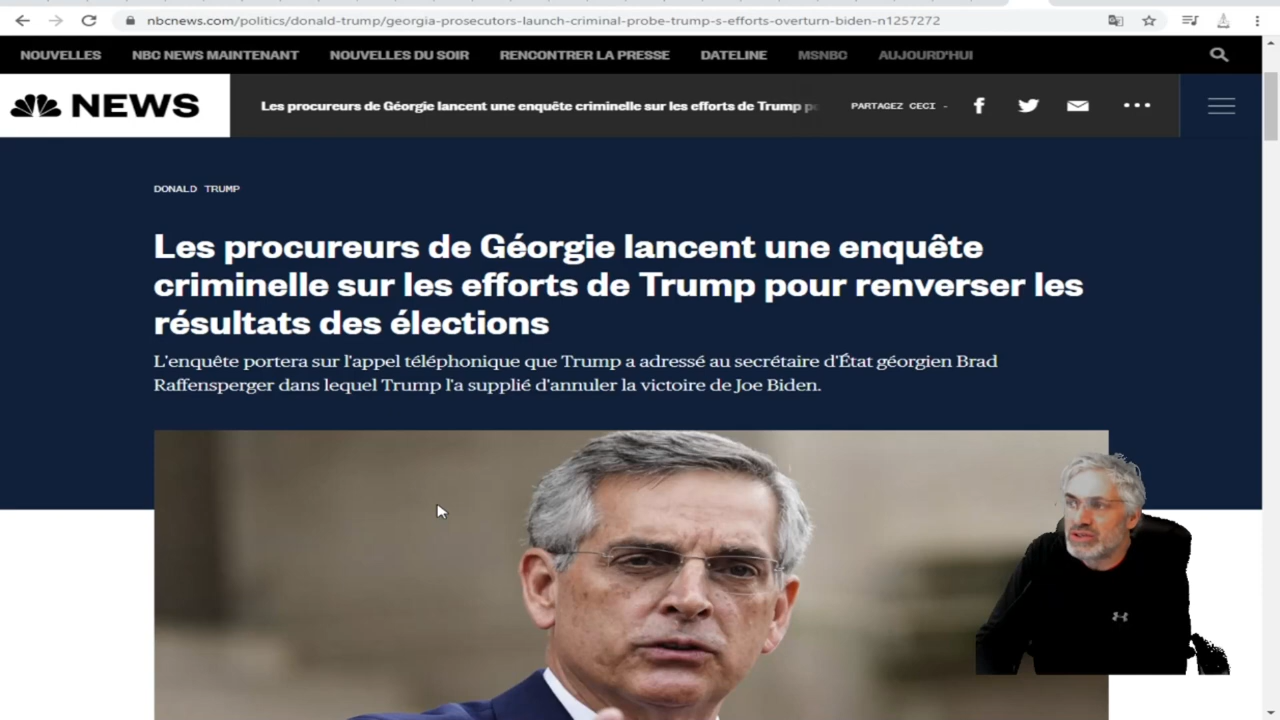 nbcnews.com/politics/donald-trump/georgia-prosecutors-launch-criminal-probe-trump-s-efforts-overturn-biden-n1257272
NOUVELLES NBC NEWS MAINTENANT NOUVELLES DU SOIR RENCONTRER LA PRESSE DATELINE MSNBC AUJOURD'HUI
NEWS Les procureurs de Géorgie lancent une enquête criminelle sur les efforts de Trump PARTAGEZ CECI -
DONALD TRUMP
Les procureurs de Géorgie lancent une enquête
criminelle sur les efforts de Trump pour renverser les
résultats des élections
L'enquête portera sur l'appel téléphonique que Trump a adressé au secrétaire d'État géorgien Brad
Raffensperger dans lequel Trump l'a supplié d'annuler la victoire de Joe Biden.